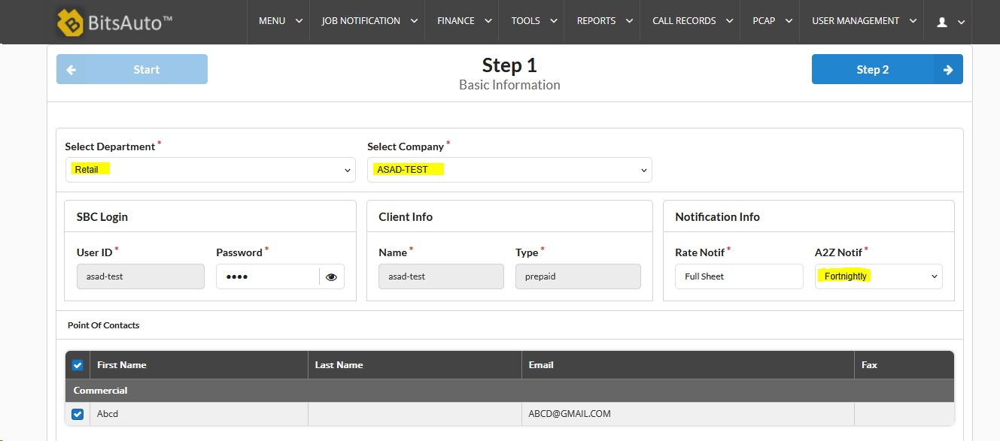 BitsAuto™
MENU JOB NOTIFICATION FINANCE TOOLS REPORTS CALL RECORDS PCAP USER MANAGEMENT
Start
Step 1
Basic Information
Step 2
Select Department *
Select Company *
Retail
ASAD-TEST
SBC Login
Client Info
Notification Info
User ID * Password *
Name * Type *
Rate Notif * A2Z Notif *
asad-test ••••
asad-test prepaid
Full Sheet Fortnightly
Point Of Contacts
First Name Last Name Email Fax
Commercial
Abcd ABCD@GMAIL.COM